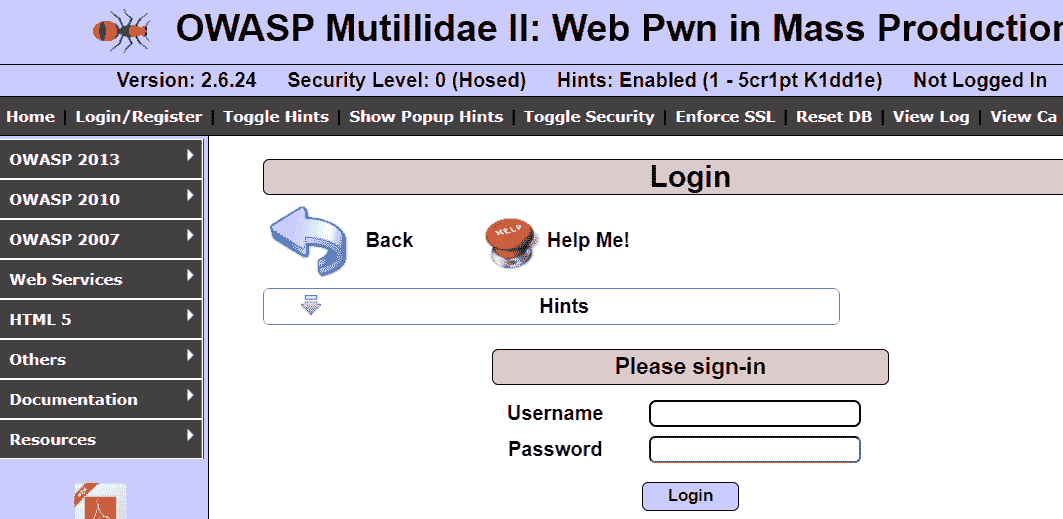 OWASP Mutillidae II: Web Pwn in Mass Production
Version: 2.6.24 Security Level: 0 (Hosed) Hints: Enabled (1 - 5cr1pt K1dd1e) Not Logged In
Home | Login/Register | Toggle Hints | Show Popup Hints | Toggle Security | Enforce SSL | Reset DB | View Log | View Ca
OWASP 2013
OWASP 2010
OWASP 2007
Web Services
HTML 5
Others
Documentation
Resources
PDF
Login
Back
HELP
Help Me!
Hints
Please sign-in
Username
Password
Login